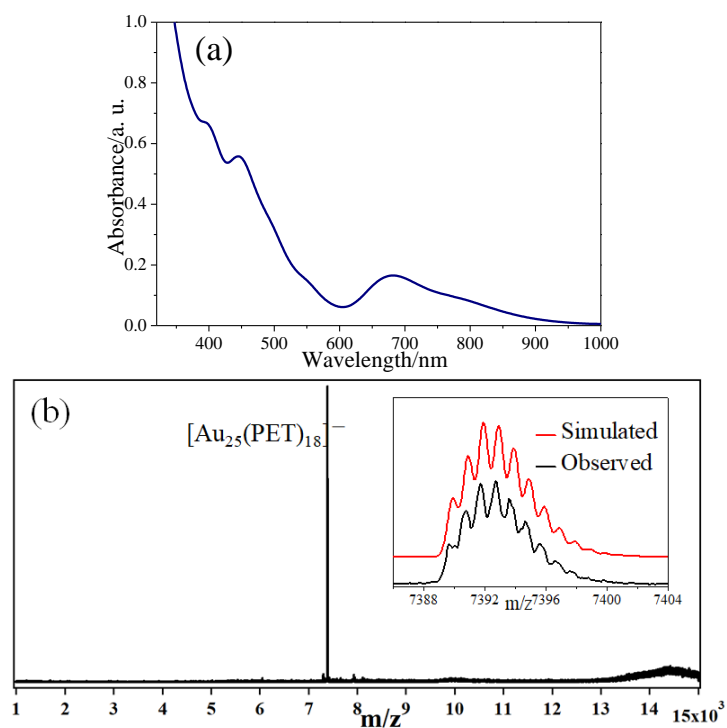 (a)
Absorbance/a. u.
1.0
0.8
0.6
0.4
0.2
0.0
400 500 600 700 800 900 1000
Wavelength/nm
(b)
[Au₂₅(PET)₁₈]⁻
Simulated
Observed
7388 7392 7396 7400 7404
m/z
1 2 3 4 5 6 7 8 9 10 11 12 13 14 15x10³
m/z